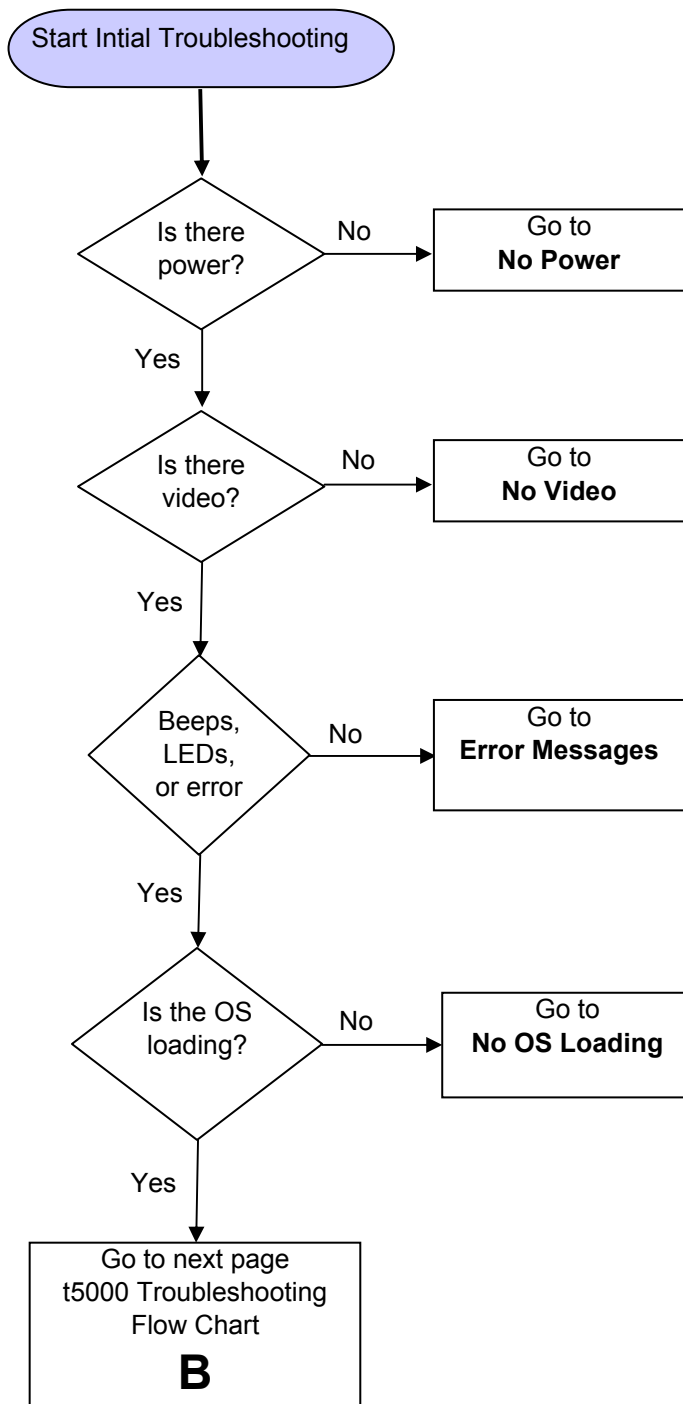 Start Intial Troubleshooting
Is there
power?
No
Go to
No Power
Yes
Is there
video?
No
Go to
No Video
Yes
Beeps,
LEDs,
or error
No
Go to
Error Messages
Yes
Is the OS
loading?
No
Go to
No OS Loading
Yes
Go to next page
t5000 Troubleshooting
Flow Chart
B